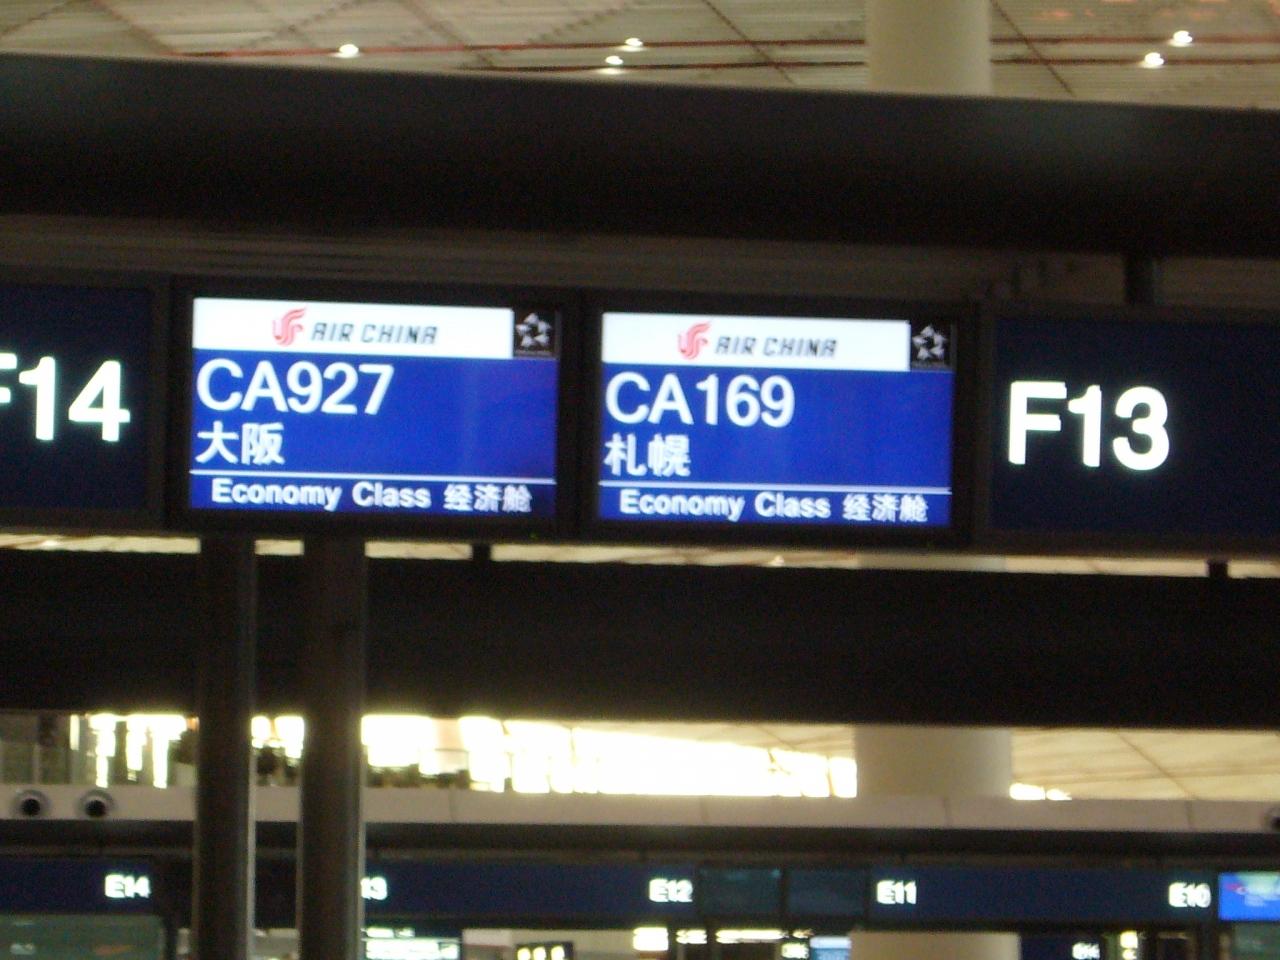 F14
AIR CHINA
CA927
大阪
Economy Class 经济舱
AIR CHINA
CA169
札幌
Economy Class 经济舱
F13
E14
13
E12
E11
E10